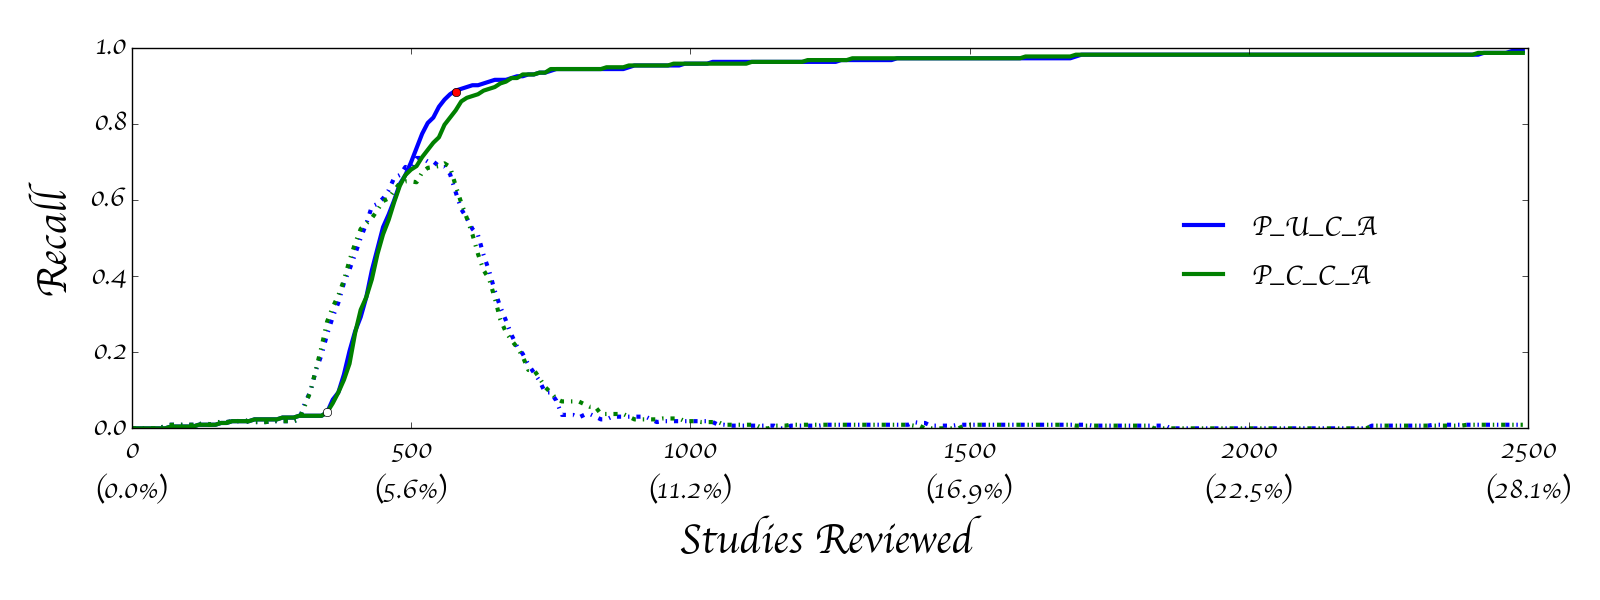 1.0
0.8
0.6
0.4
0.2
0.0
Recall
P_U_C_A
P_C_C_A
0 500 1000 1500 2000 2500
(0.0%) (5.6%) (11.2%) (16.9%) (22.5%) (28.1%)
Studies Reviewed